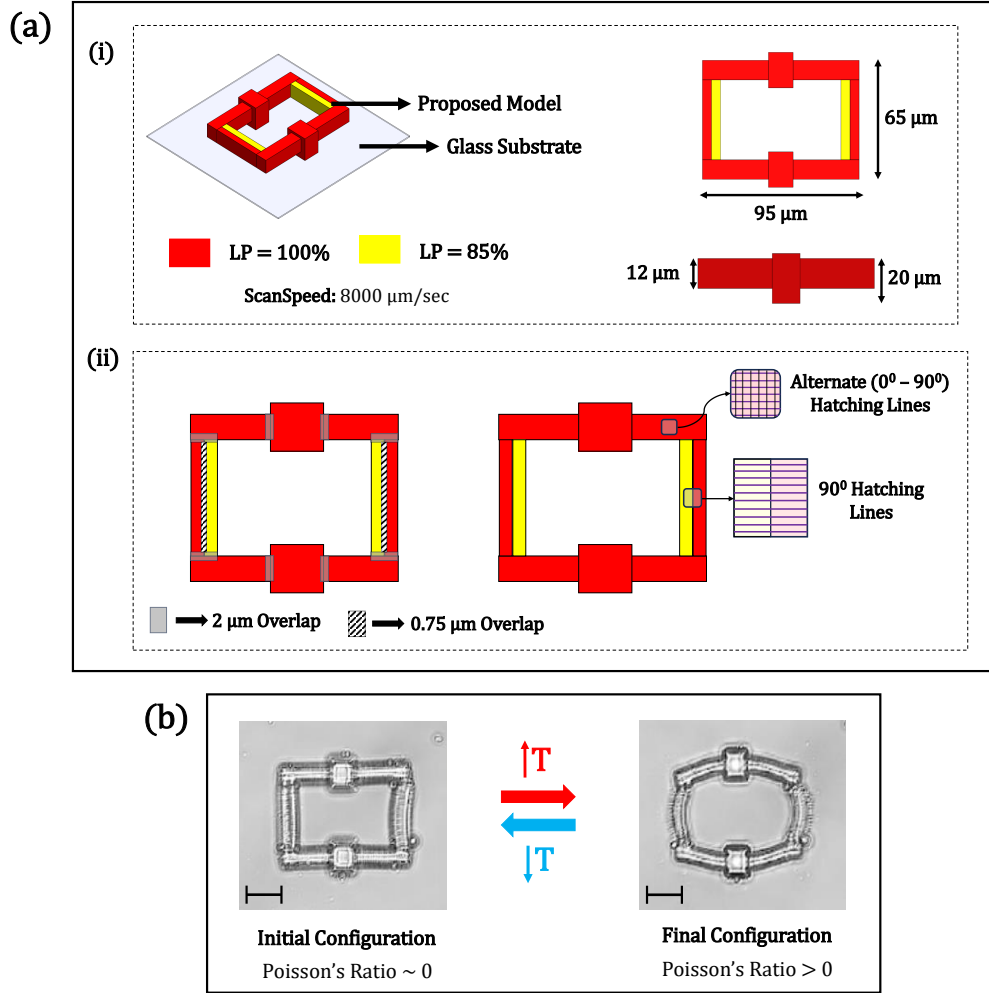 (a)
(i)
Proposed Model
Glass Substrate
LP = 100%
LP = 85%
ScanSpeed: 8000 μm/sec
65 μm
95 μm
12 μm
20 μm
(ii)
Alternate (0⁰ – 90⁰)
Hatching Lines
90⁰ Hatching
Lines
2 μm Overlap
0.75 μm Overlap
(b)
↑T
↓T
Initial Configuration
Poisson's Ratio ~ 0
Final Configuration
Poisson's Ratio > 0